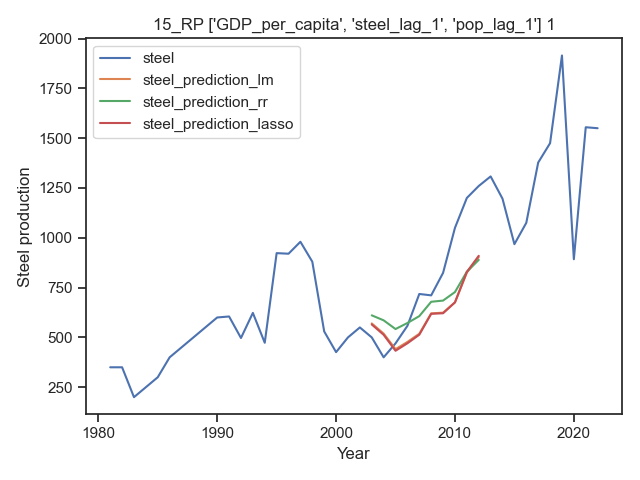 15_RP ['GDP_per_capita', 'steel_lag_1', 'pop_lag_1'] 1
2000
1750
1500
1250
1000
750
500
250
Steel production
steel
steel_prediction_lm
steel_prediction_rr
steel_prediction_lasso
1980
1990
2000
2010
2020
Year